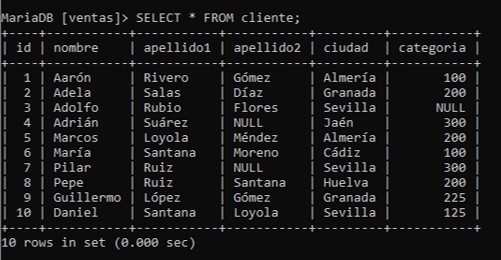 MariaDB [ventas]> SELECT * FROM cliente;
+----+-----------+-----------+-----------+---------+-----------+
| id | nombre    | apellido1 | apellido2 | ciudad  | categoria |
+----+-----------+-----------+-----------+---------+-----------+
|  1 | Aarón     | Rivero    | Gómez     | Almería |       100 |
|  2 | Adela     | Salas     | Díaz      | Granada |       200 |
|  3 | Adolfo    | Rubio     | Flores    | Sevilla |      NULL |
|  4 | Adrián    | Suárez    | NULL      | Jaén    |       300 |
|  5 | Marcos    | Loyola    | Méndez    | Almería |       200 |
|  6 | María     | Santana   | Moreno    | Cádiz   |       100 |
|  7 | Pilar     | Ruiz      | NULL      | Sevilla |       300 |
|  8 | Pepe      | Ruiz      | Santana   | Huelva  |       200 |
|  9 | Guillermo | López     | Gómez     | Granada |       225 |
| 10 | Daniel    | Santana   | Loyola    | Sevilla |       125 |
+----+-----------+-----------+-----------+---------+-----------+
10 rows in set (0.000 sec)